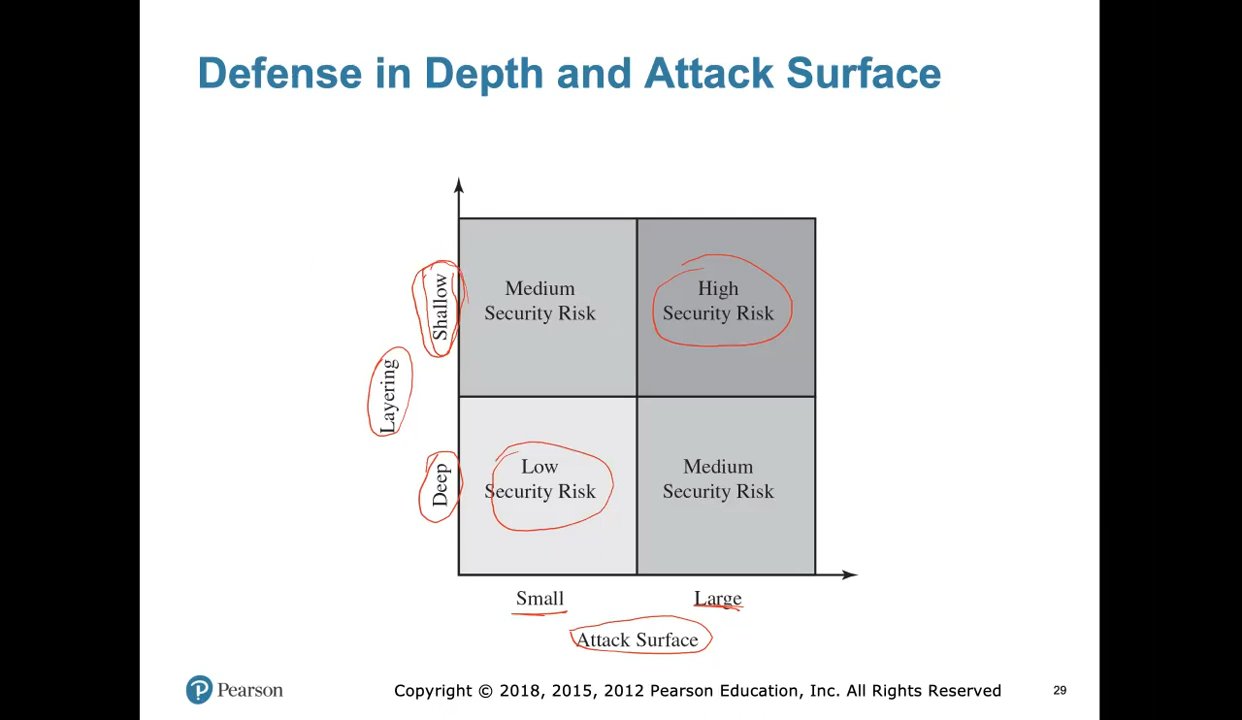 Defense in Depth and Attack Surface
Shallow
Medium
Security Risk
High
Security Risk
Layering
Deep
Low
Security Risk
Medium
Security Risk
Small
Large
Attack Surface
Pearson
Copyright © 2018, 2015, 2012 Pearson Education, Inc. All Rights Reserved
29